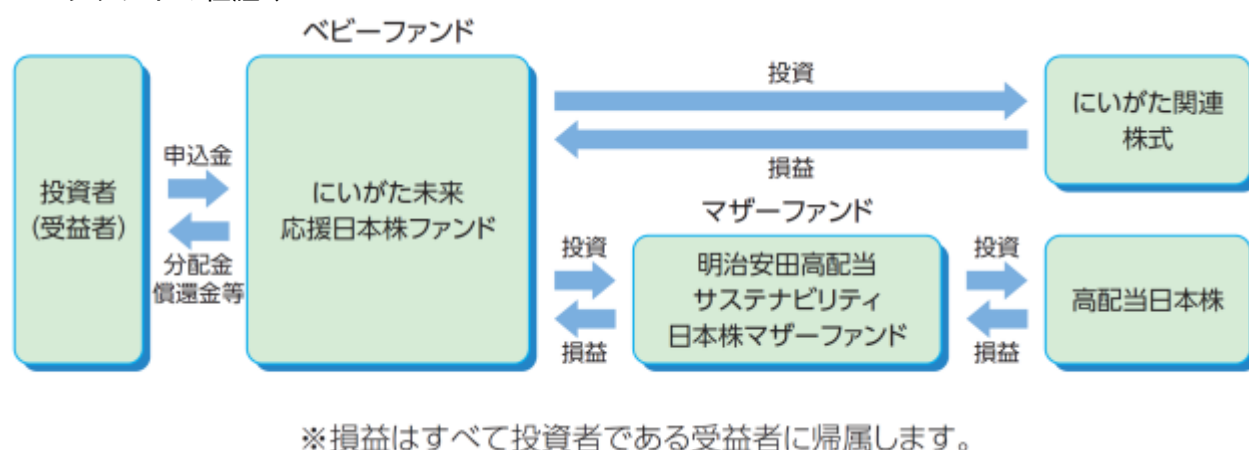 ベビーファンド
投資者
(受益者)
申込金
分配金
償還金等
にいがた未来
応援日本株ファンド
投資
損益
にいがた関連
株式
マザーファンド
投資
損益
明治安田高配当
サステナビリティ
日本株マザーファンド
投資
損益
高配当日本株
※損益はすべて投資者である受益者に帰属します。